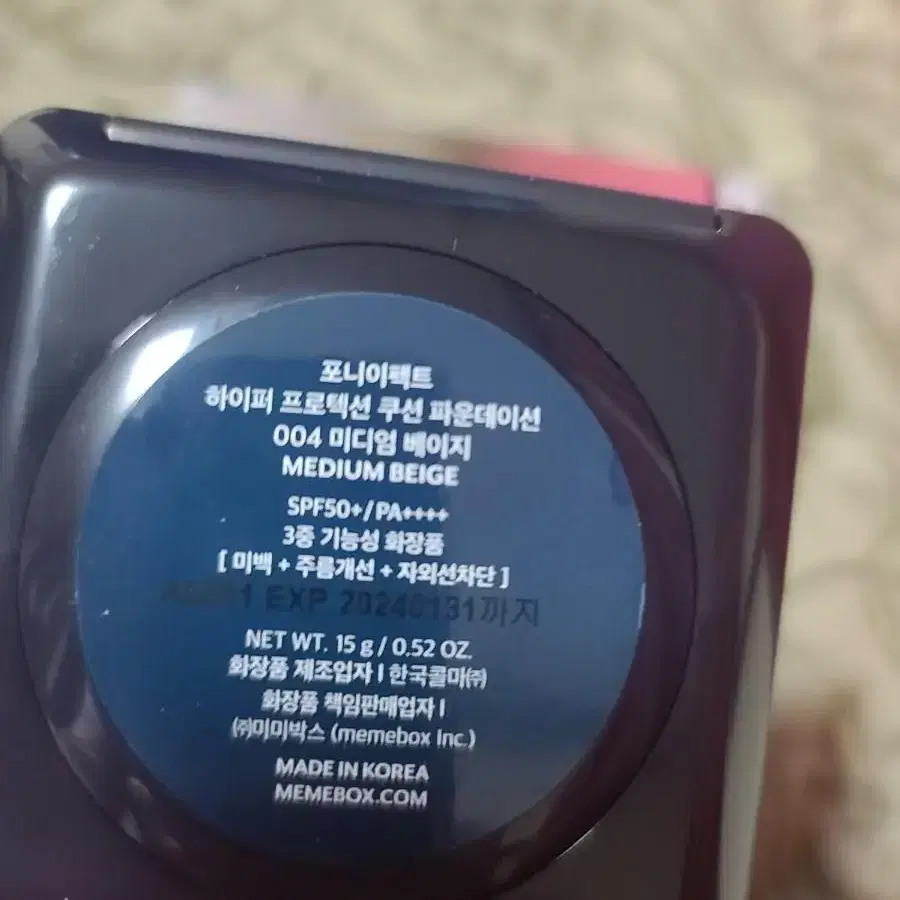 포니이펙트
하이퍼 프로텍션 쿠션 파운데이션
004 미디엄 베이지
MEDIUM BEIGE
SPF50+/PA++++
3중 기능성 화장품
[ 미백 + 주름개선 + 자외선차단 ]
EXP 20240131까지
NET WT. 15 g / 0.52 OZ.
화장품 제조업자 I 한국콜마㈜
화장품 책임판매업자 I
㈜미미박스 (memebox Inc.)
MADE IN KOREA
MEMEBOX.COM